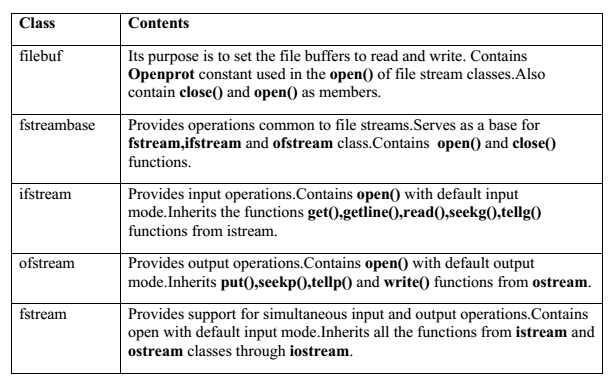 Class Contents
filebuf Its purpose is to set the file buffers to read and write. Contains
Openprot constant used in the open() of file stream classes.Also
contain close() and open() as members.
fstreambase Provides operations common to file streams.Serves as a base for
fstream,ifstream and ofstream class.Contains open() and close()
functions.
ifstream Provides input operations.Contains open() with default input
mode.Inherits the functions get(),getline(),read(),seekg(),tellg()
functions from istream.
ofstream Provides output operations.Contains open() with default output
mode.Inherits put(),seekp(),tellp() and write() functions from ostream.
fstream Provides support for simultaneous input and output operations.Contains
open with default input mode.Inherits all the functions from istream and
ostream classes through iostream.